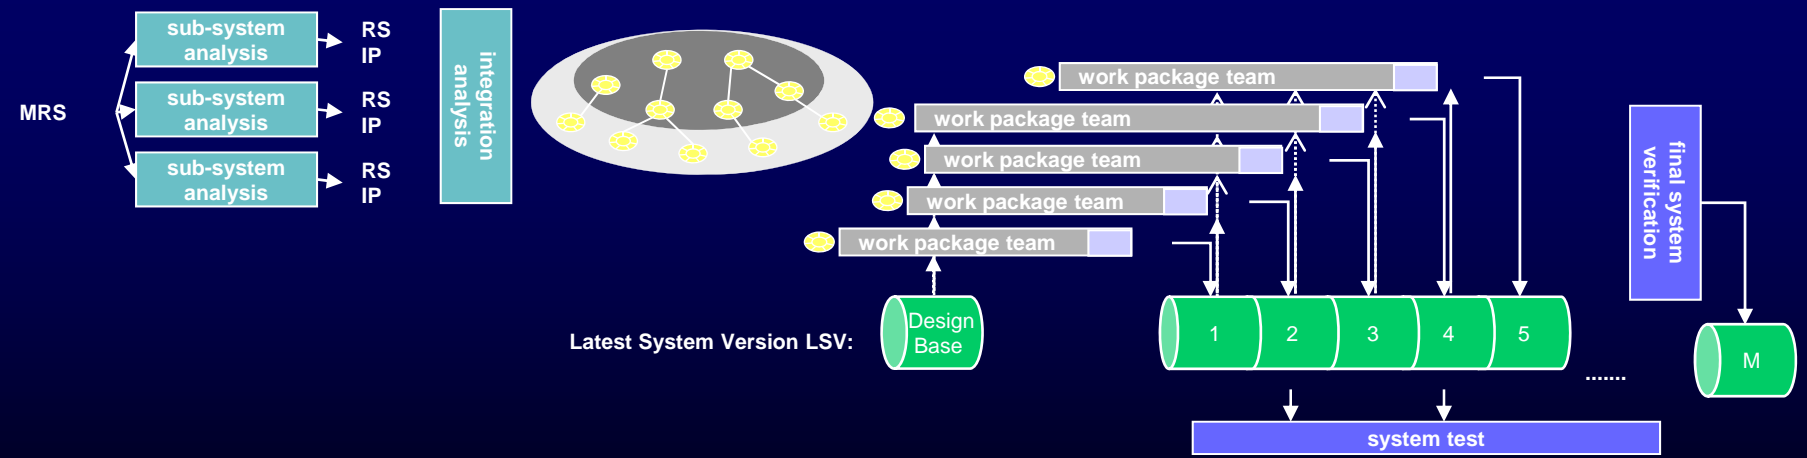 MRS
sub-system
analysis
RS
IP
sub-system
analysis
RS
IP
sub-system
analysis
RS
IP
integration
analysis
work package team
work package team
work package team
work package team
work package team
Latest System Version LSV:
Design
Base
1
2
3
4
5
.......
system test
final system
verification
M